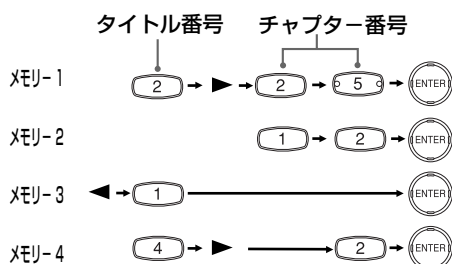 タイトル番号 チャプター番号
メモリー1 2 2 5 ENTER
メモリー2 1 2 ENTER
メモリー3 1 ENTER
メモリー4 4 2 ENTER